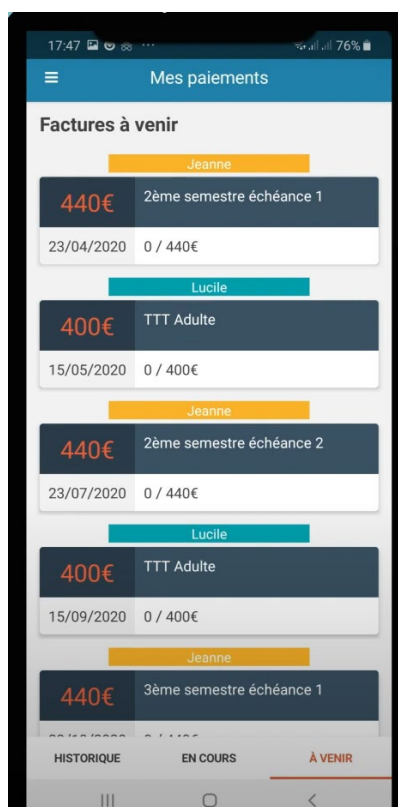 17:47 ... 76%
Mes paiements
Factures à venir
Jeanne
440€ 2ème semestre échéance 1
23/04/2020 0 / 440€
Lucile
400€ TTT Adulte
15/05/2020 0 / 400€
Jeanne
440€ 2ème semestre échéance 2
23/07/2020 0 / 440€
Lucile
400€ TTT Adulte
15/09/2020 0 / 400€
Jeanne
440€ 3ème semestre échéance 1
HISTORIQUE EN COURS À VENIR